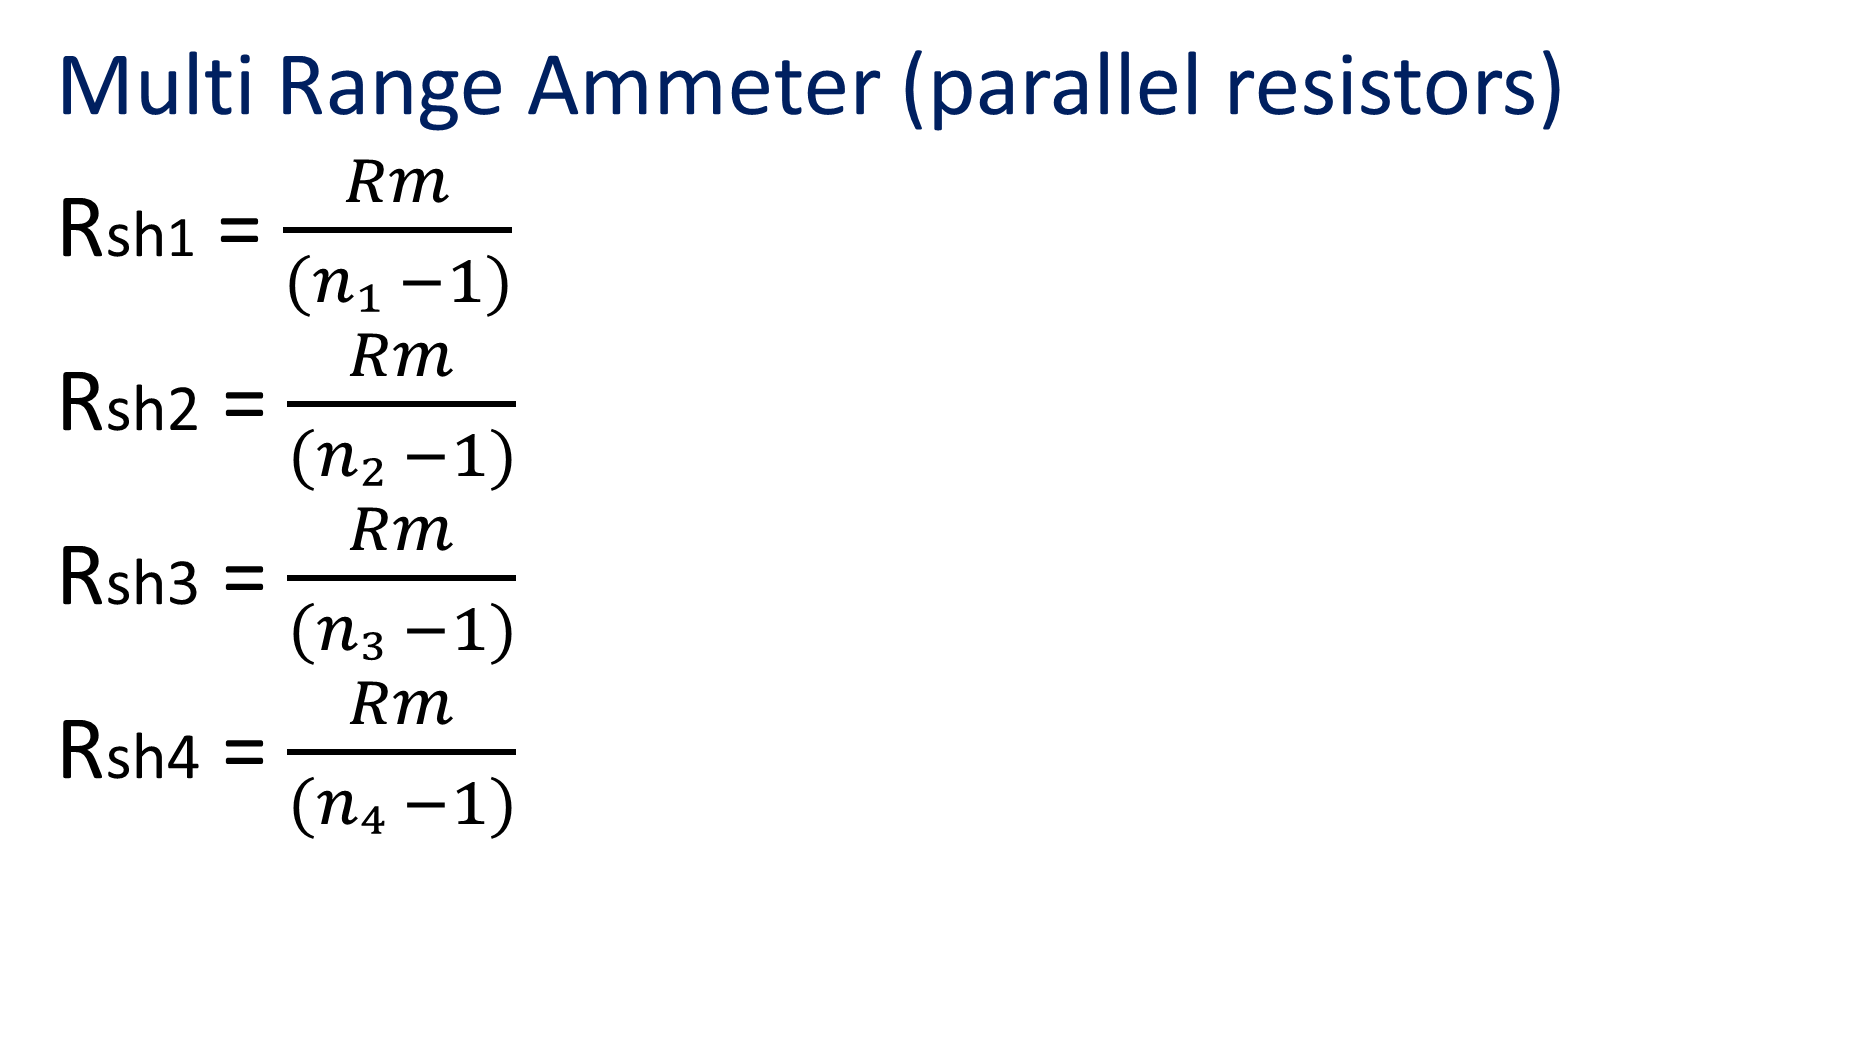 Multi Range Ammeter (parallel resistors)
Rsh1 = Rm / (n₁ −1)
Rsh2 = Rm / (n₂ −1)
Rsh3 = Rm / (n₃ −1)
Rsh4 = Rm / (n₄ −1)